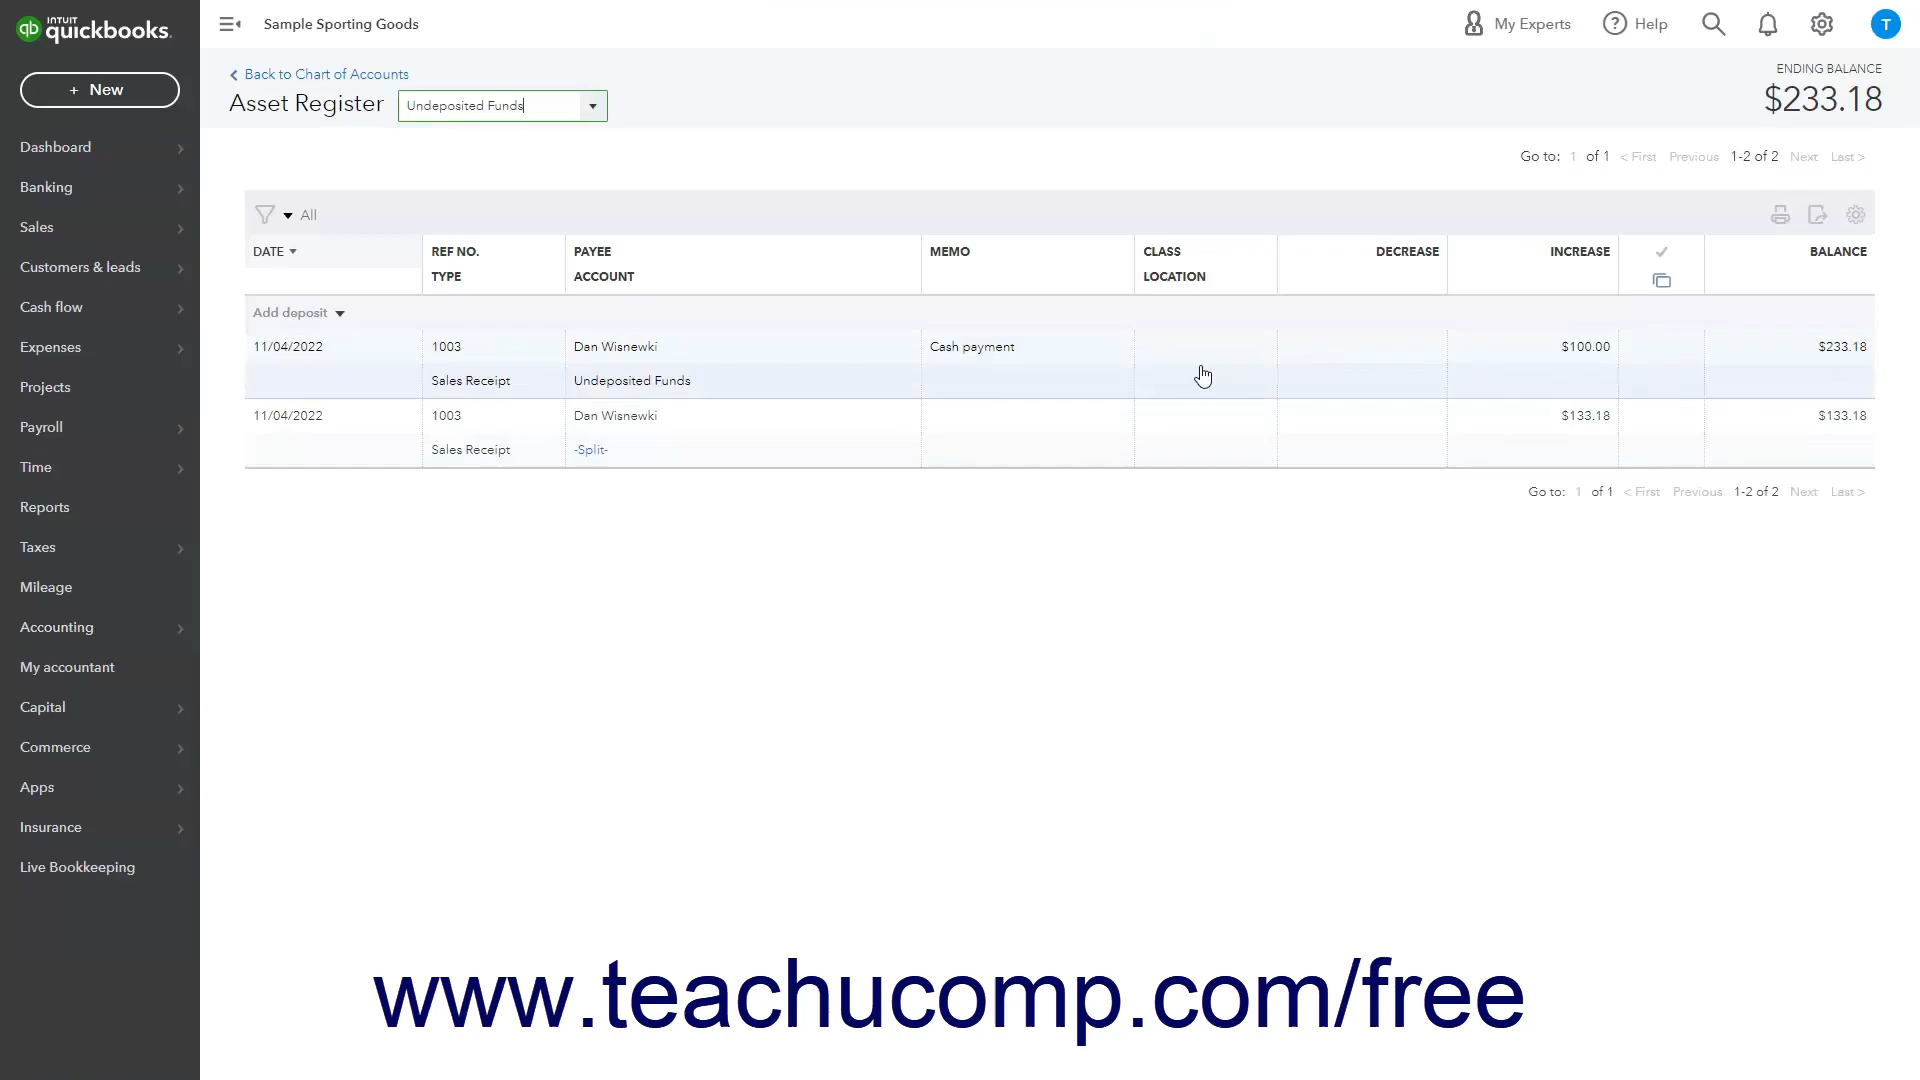 INTUIT
qb quickbooks.
Sample Sporting Goods
My Experts
? Help
T
+ New
< Back to Chart of Accounts
Asset Register
Undeposited Funds
ENDING BALANCE
$233.18
Dashboard
Banking
Sales
Customers & leads
Cash flow
Expenses
Projects
Payroll
Time
Reports
Taxes
Mileage
Accounting
My accountant
Capital
Commerce
Apps
Insurance
Live Bookkeeping
Go to: 1 of 1 < First Previous 1-2 of 2 Next Last >
All
DATE REF NO. PAYEE MEMO CLASS DECREASE INCREASE BALANCE
TYPE ACCOUNT LOCATION
Add deposit
11/04/2022 1003 Dan Wisnewki Cash payment $100.00 $233.18
Sales Receipt Undeposited Funds
11/04/2022 1003 Dan Wisnewki $133.18 $133.18
Sales Receipt -Split-
Go to: 1 of 1 < First Previous 1-2 of 2 Next Last >
www.teachucomp.com/free